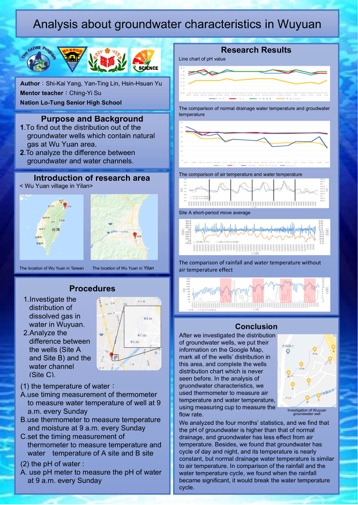 Analysis about groundwater characteristics in Wuyuan
SCIENCE
Author：Shi-Kai Yang, Yan-Ting Lin, Hsin-Hsuan Yu
Mentor teacher：Ching-Yi Su
Nation Lo-Tung Senior High School
Purpose and Background
1.To find out the distribution out of the
groundwater wells which contain natural
gas at Wu Yuan area.
2.To analyze the difference between
groundwater and water channels.
Introduction of research area
< Wu Yuan village in Yilan>
The location of Wu Yuan in Taiwan
The location of Wu Yuan in Yilan
Procedures
1.Investigate the
distribution of
dissolved gas in
water in Wuyuan.
2.Analyze the
difference between
the wells (Site A
and Site B) and the
water channel
(Site C).
(1) the temperature of water：
A.use timing measurement of thermometer
to measure water temperature of well at 9
a.m. every Sunday
B.use thermometer to measure temperature
and moisture at 9 a.m. every Sunday
C.set the timing measurement of
thermometer to measure temperature and
water temperature of A site and B site
(2) the pH of water：
A. use pH meter to measure the pH of water
at 9 a.m. every Sunday
Research Results
Line chart of pH value
The comparison of normal drainage water temperature and groudwater
temperature
The comparison of air temperature and water temperature
Site A short-period move average
The comparison of rainfall and water temperature without
air temperature effect
Conclusion
After we investigated the distribution
of groundwater wells, we put their
information on the Google Map,
mark all of the wells' distribution in
this area, and complete the wells
distribution chart which is never
seen before. In the analysis of
groundwater characteristics, we
used thermometer to measure air
temperature and water temperature,
using measuring cup to measure the
flow rate.
Investigation of Wuyuan
groundwater well
We analyzed the four months' statistics, and we find that
the pH of groundwater is higher than that of normal
drainage, and groundwater has less effect from air
temperature. Besides, we found that groundwater has
cycle of day and night, and its temperature is nearly
constant, but normal drainage water temperature is similar
to air temperature. In comparison of the rainfall and the
water temperature cycle, we found when the rainfall
became significant, it would break the water temperature
cycle.